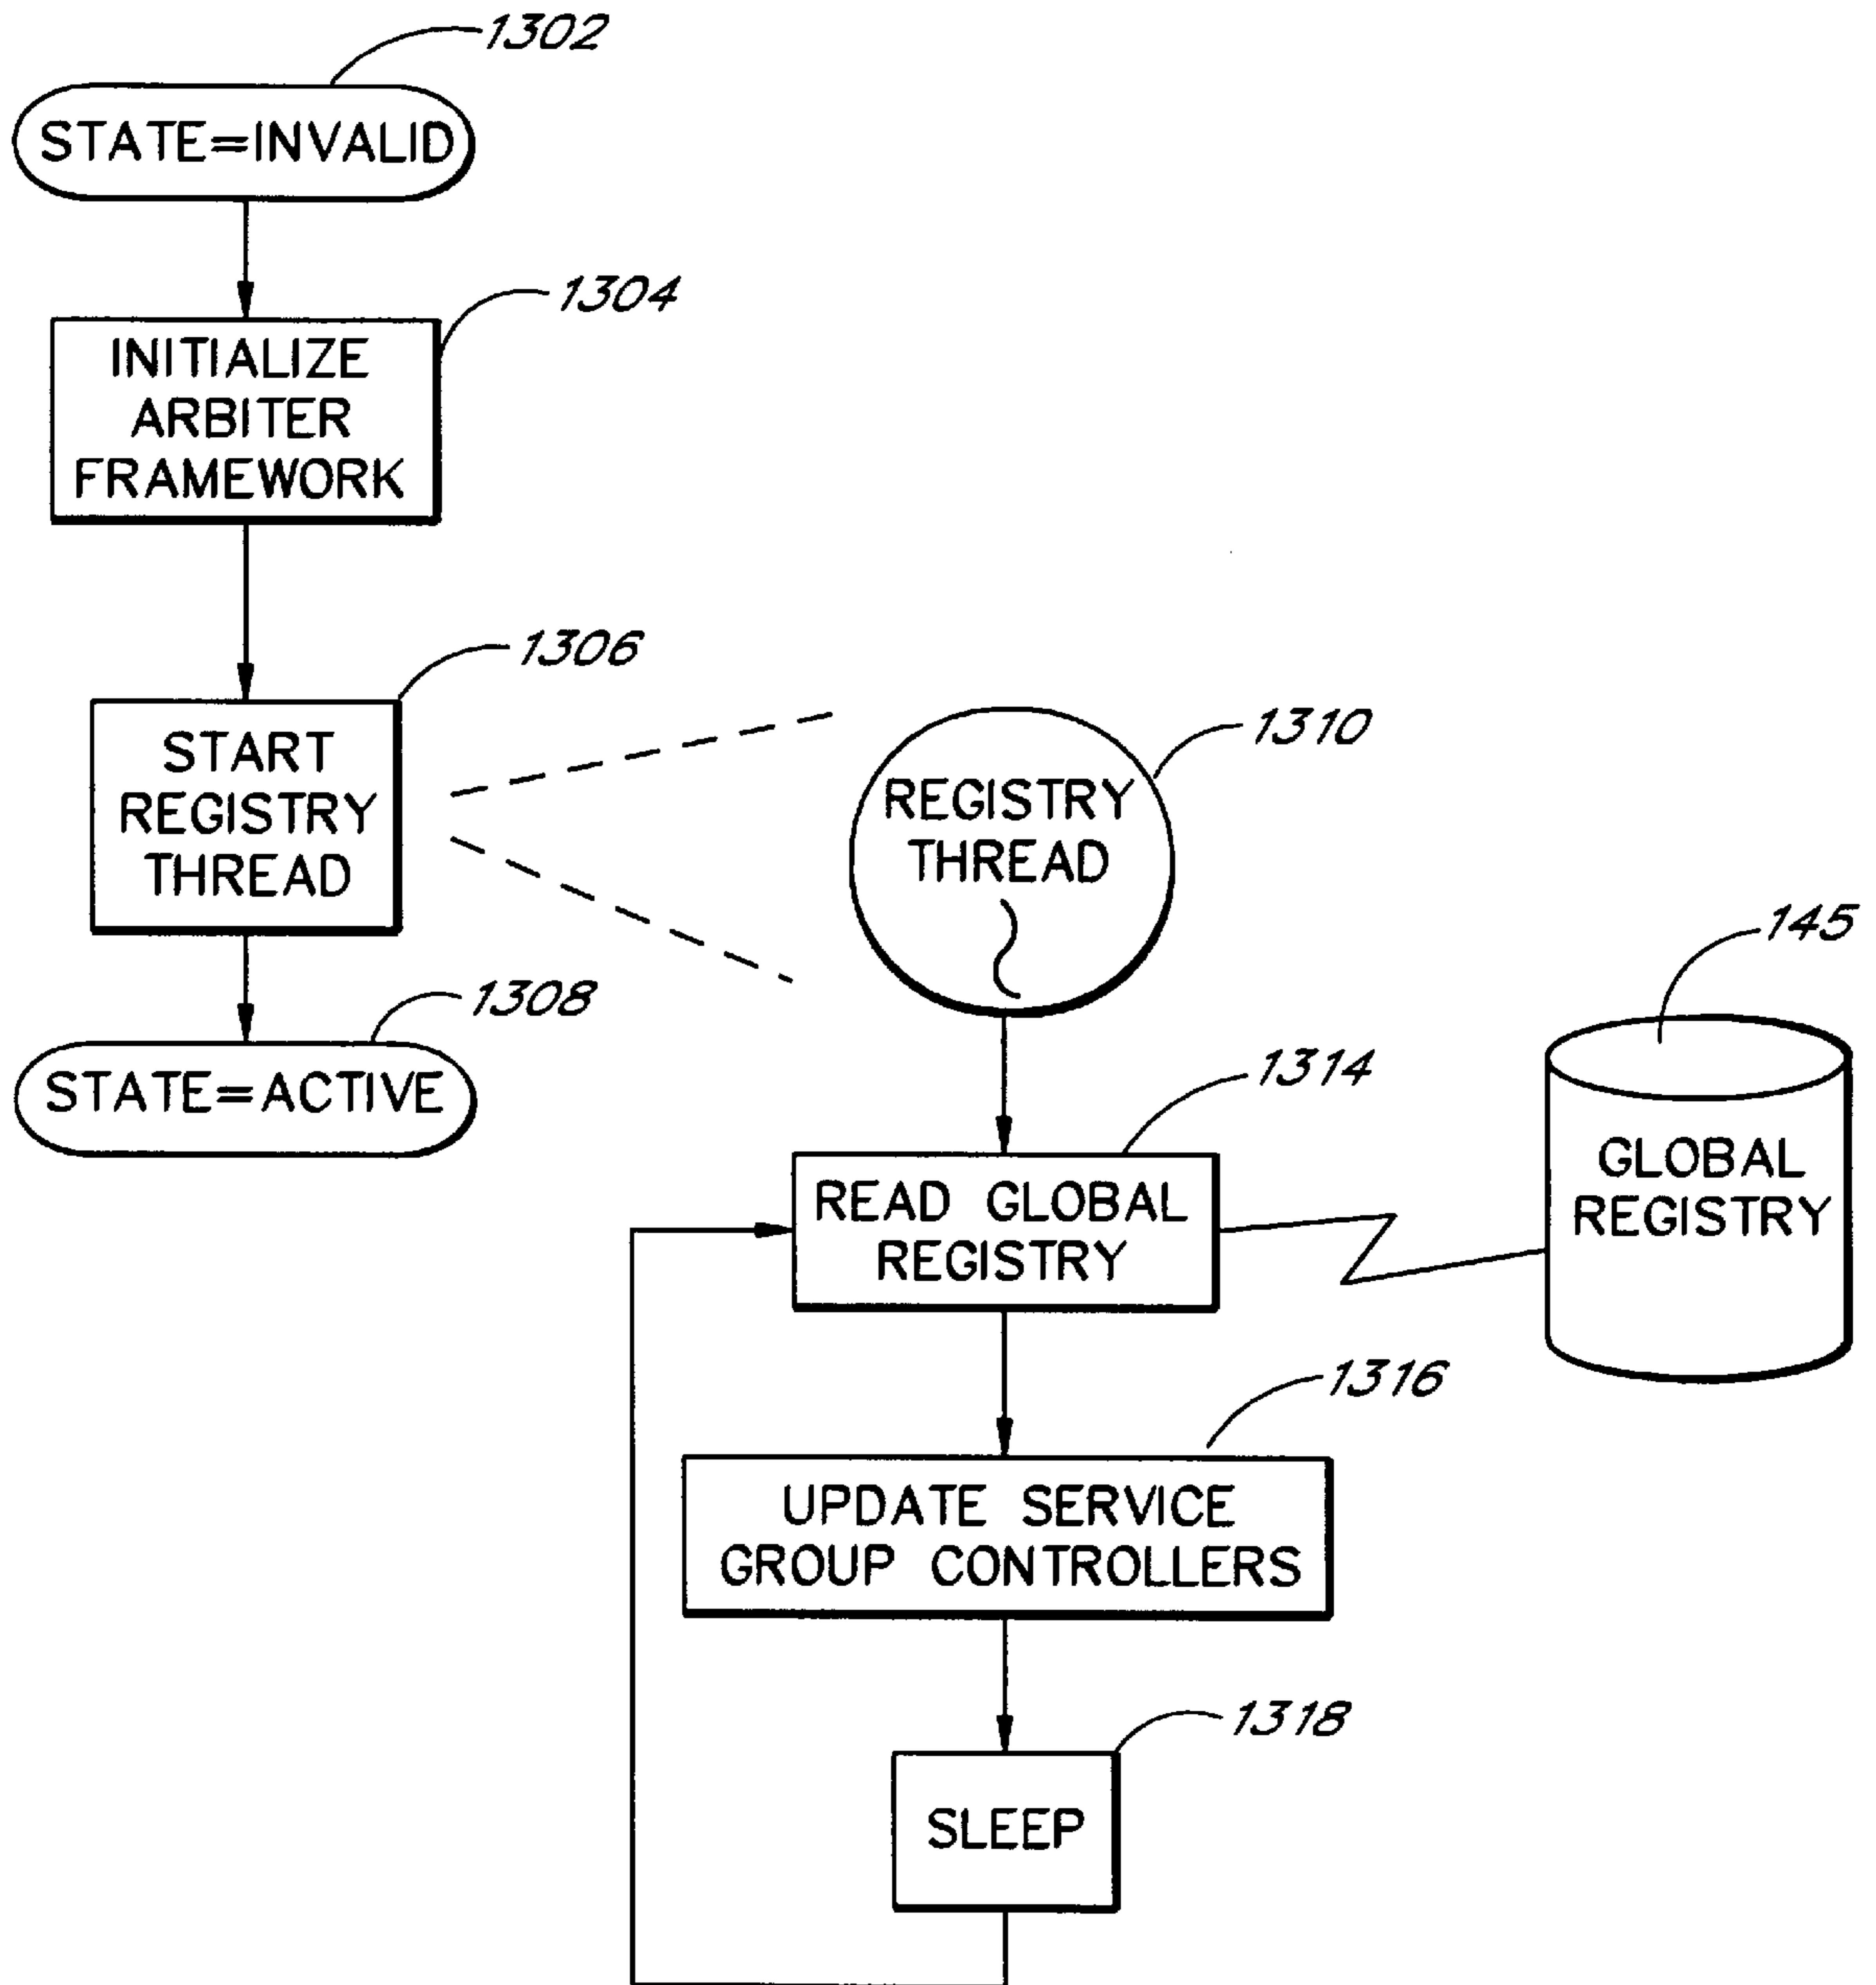 1302
STATE=INVALID
1304
INITIALIZE
ARBITER
FRAMEWORK
1306
START
REGISTRY
THREAD
1308
STATE=ACTIVE
1310
REGISTRY
THREAD
145
GLOBAL
REGISTRY
1314
READ GLOBAL
REGISTRY
1316
UPDATE SERVICE
GROUP CONTROLLERS
1318
SLEEP